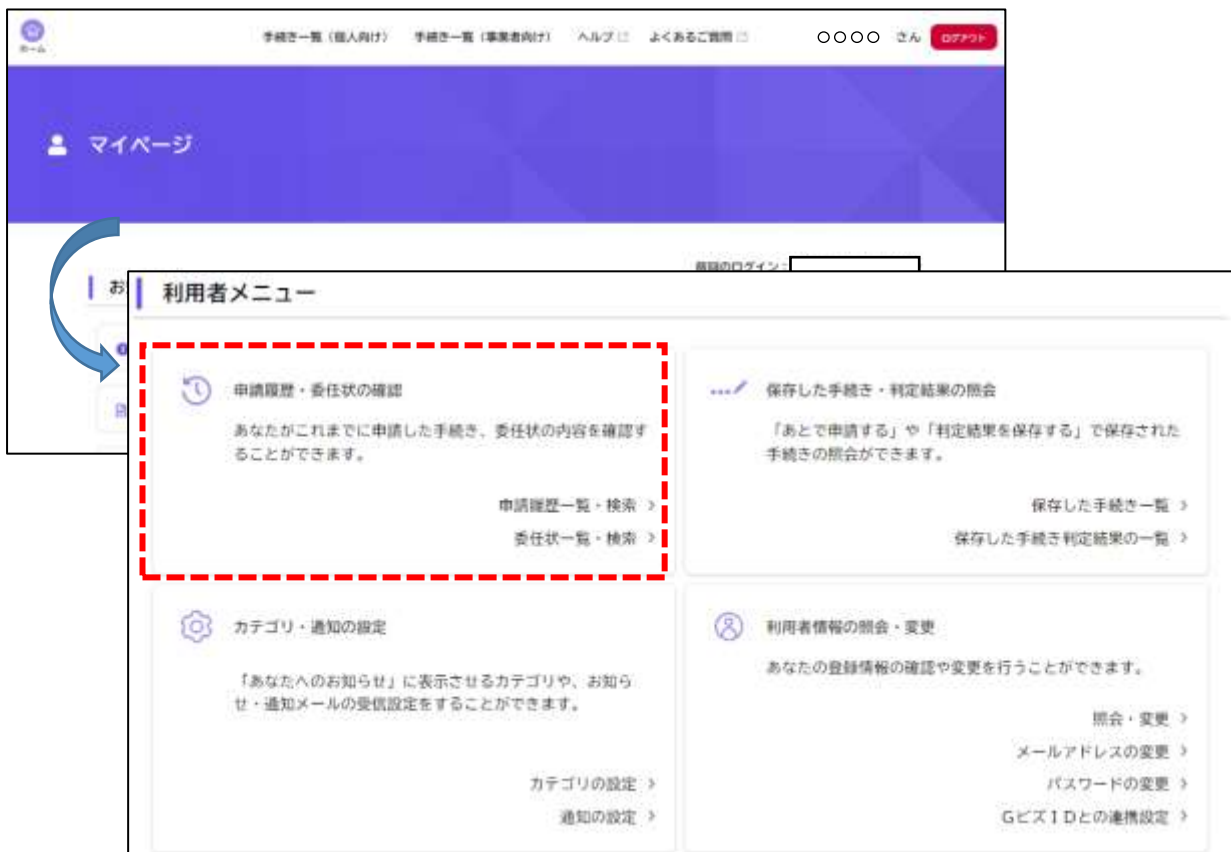 ホーム
手続き一覧（個人向け） 手続き一覧（事業者向け） ヘルプ よくあるご質問 ○○○○ さん ログアウト
マイページ
前回のログイン：
お
利用者メニュー
申請履歴・委任状の確認
あなたがこれまでに申請した手続き、委任状の内容を確認す
ることができます。
申請履歴一覧・検索
委任状一覧・検索
保存した手続き・判定結果の照会
「あとで申請する」や「判定結果を保存する」で保存された
手続きの照会ができます。
保存した手続き一覧
保存した手続き判定結果の一覧
カテゴリ・通知の設定
「あなたへのお知らせ」に表示させるカテゴリや、お知ら
せ・通知メールの受信設定をすることができます。
カテゴリの設定
通知の設定
利用者情報の照会・変更
あなたの登録情報の確認や変更を行うことができます。
照会・変更
メールアドレスの変更
パスワードの変更
GビズIDとの連携設定